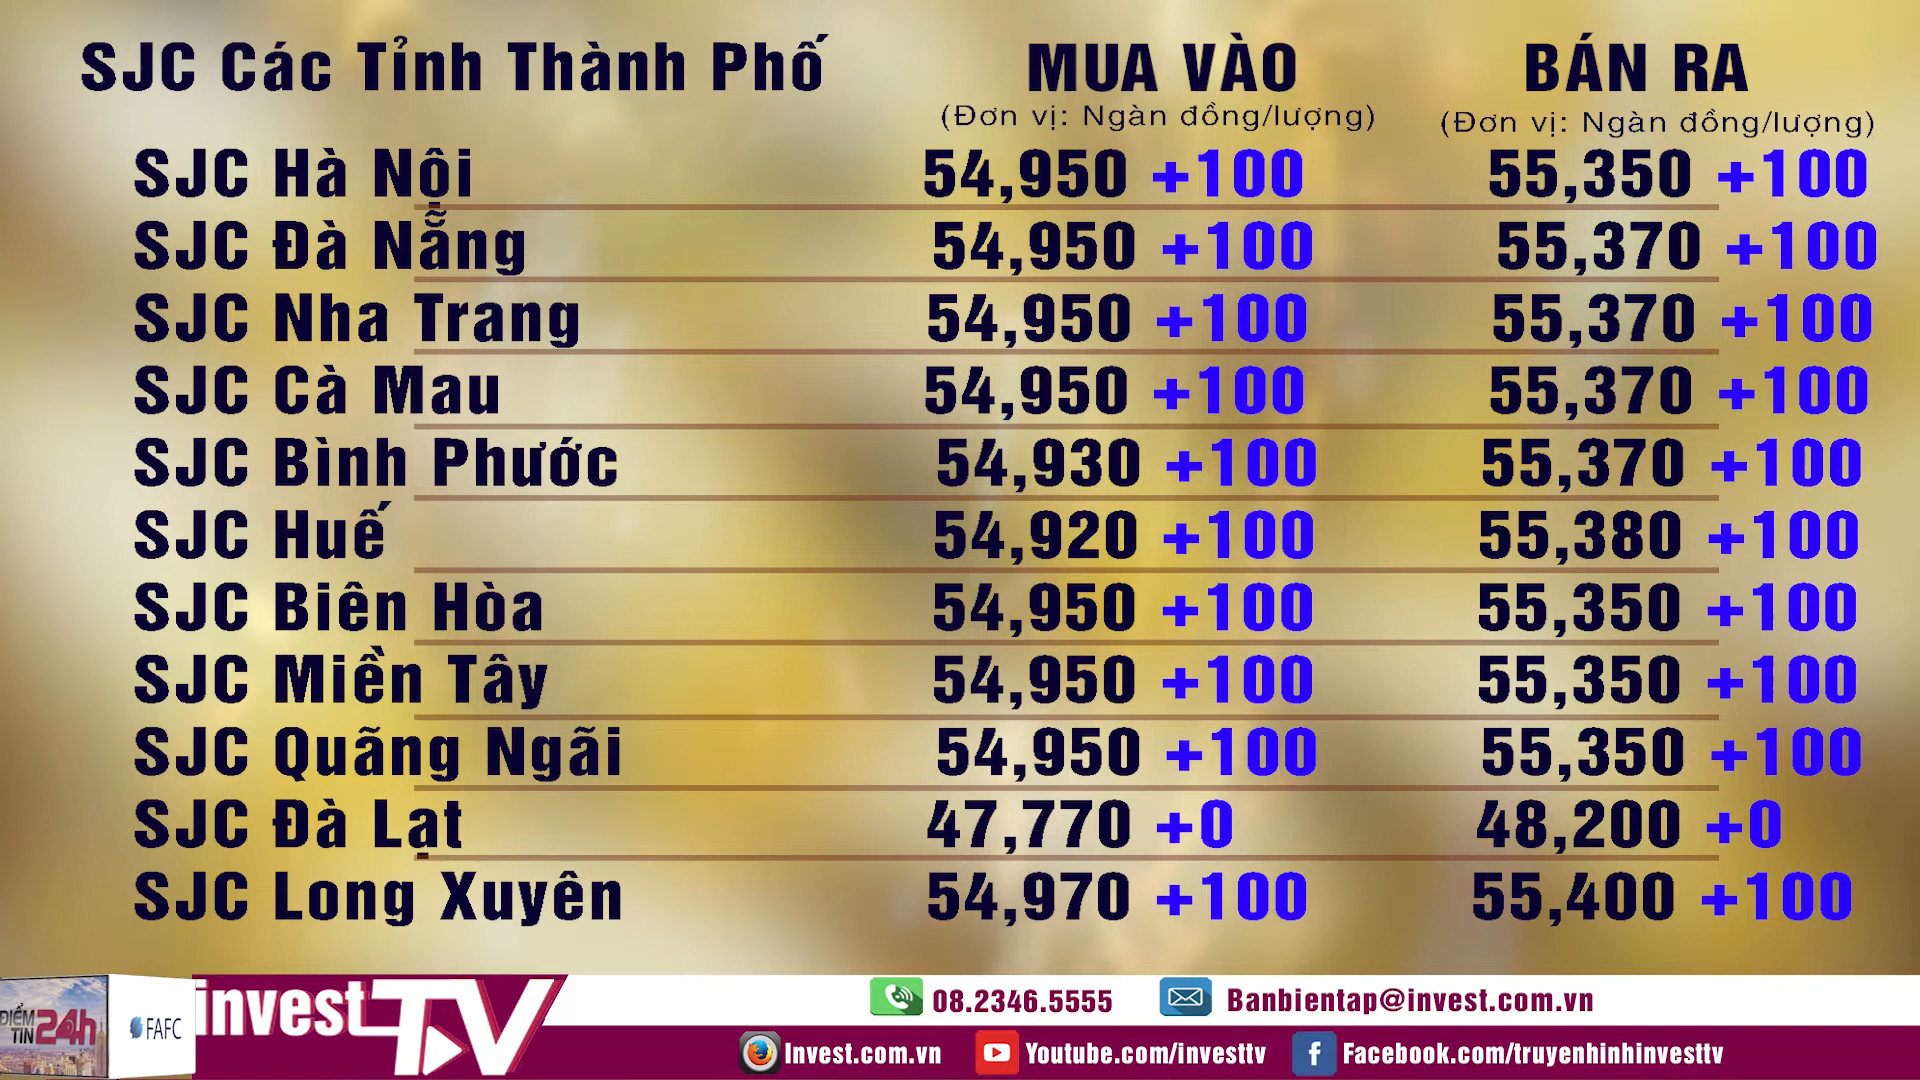 SJC Các Tỉnh Thành Phố MUA VÀO BÁN RA
(Đơn vị: Ngàn đồng/lượng) (Đơn vị: Ngàn đồng/lượng)
SJC Hà Nội 54,950 +100 55,350 +100
SJC Đà Nẵng 54,950 +100 55,370 +100
SJC Nha Trang 54,950 +100 55,370 +100
SJC Cà Mau 54,950 +100 55,370 +100
SJC Bình Phước 54,930 +100 55,370 +100
SJC Huế 54,920 +100 55,380 +100
SJC Biên Hòa 54,950 +100 55,350 +100
SJC Miền Tây 54,950 +100 55,350 +100
SJC Quãng Ngãi 54,950 +100 55,350 +100
SJC Đà Lạt 47,770 +0 48,200 +0
SJC Long Xuyên 54,970 +100 55,400 +100
ĐIỂM TIN 24h
FAFC
invest TV
08.2346.5555 Banbientap@invest.com.vn
Invest.com.vn Youtube.com/investtv Facebook.com/truyenhinhinvesttv